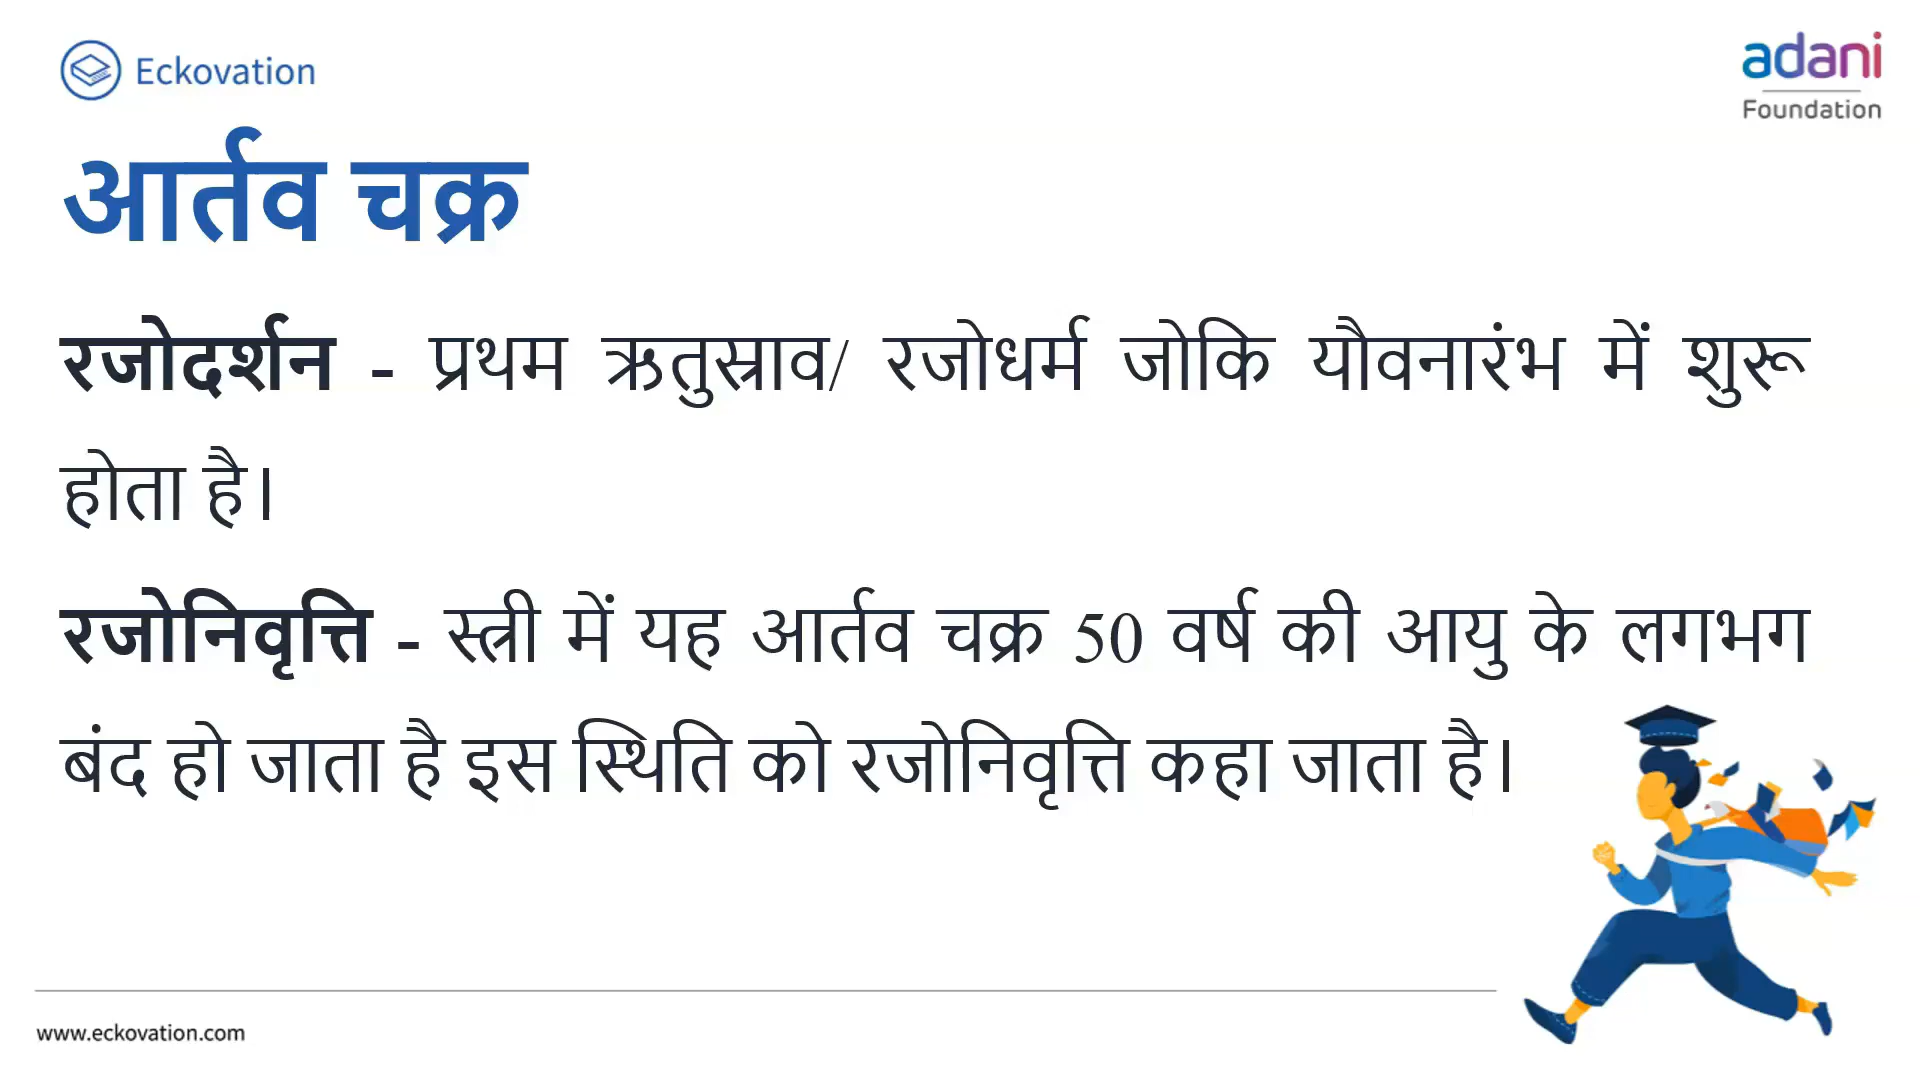 Eckovation
adani
Foundation
आर्तव चक्र
रजोदर्शन - प्रथम ऋतुस्राव/ रजोधर्म जोकि यौवनारंभ में शुरू
होता है।
रजोनिवृत्ति - स्त्री में यह आर्तव चक्र 50 वर्ष की आयु के लगभग
बंद हो जाता है इस स्थिति को रजोनिवृत्ति कहा जाता है।
www.eckovation.com